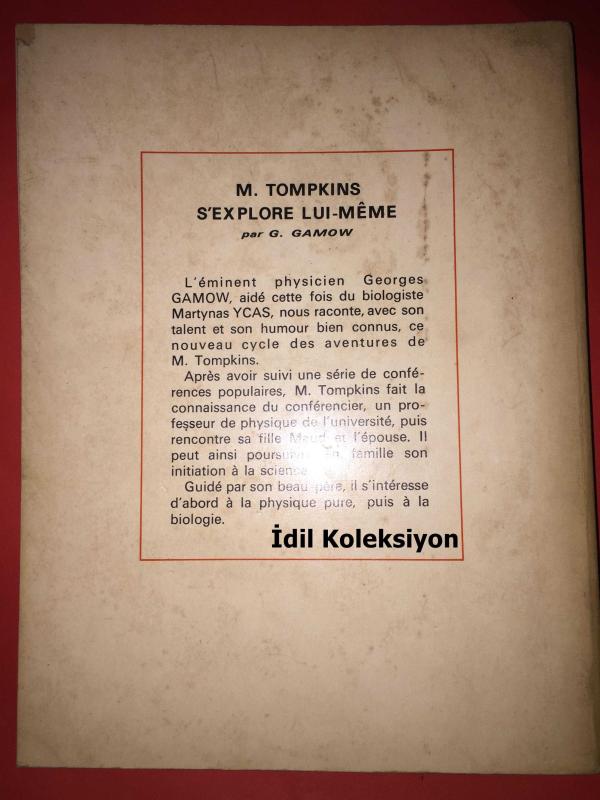 M. TOMPKINS
S'EXPLORE LUI-MÊME
par G. GAMOW
L'éminent physicien Georges
GAMOW, aidé cette fois du biologiste
Martynas YCAS, nous raconte, avec son
talent et son humour bien connus, ce
nouveau cycle des aventures de
M. Tompkins.
Après avoir suivi une série de confé-
rences populaires, M. Tompkins fait la
connaissance du conférencier, un pro-
fesseur de physique de l'université, puis
rencontre sa fille Maud et l'épouse. Il
peut ainsi poursuivre en famille son
initiation à la science
Guidé par son beau-père, il s'intéresse
d'abord à la physique pure, puis à la
biologie.
İdil Koleksiyon